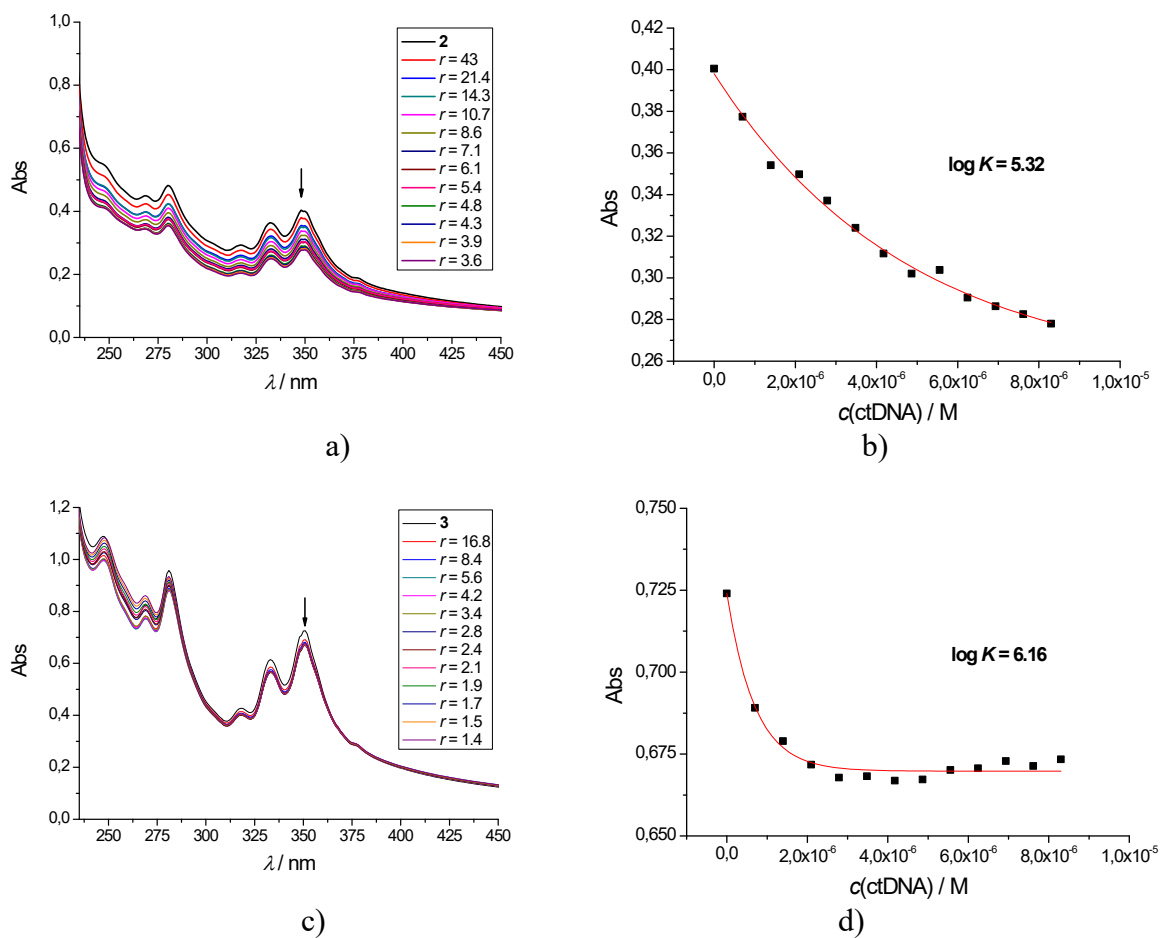 1,0
0,8
0,6
0,4
0,2
0,0
Abs
250 275 300 325 350 375 400 425 450
λ / nm
2
r = 43
r = 21.4
r = 14.3
r = 10.7
r = 8.6
r = 7.1
r = 6.1
r = 5.4
r = 4.8
r = 4.3
r = 3.9
r = 3.6
a)
0,42
0,40
0,38
0,36
0,34
0,32
0,30
0,28
0,26
Abs
log K = 5.32
0,0 2,0x10⁻⁶ 4,0x10⁻⁶ 6,0x10⁻⁶ 8,0x10⁻⁶ 1,0x10⁻⁵
c(ctDNA) / M
b)
1,2
1,0
0,8
0,6
0,4
0,2
0,0
Abs
250 275 300 325 350 375 400 425 450
λ / nm
3
r = 16.8
r = 8.4
r = 5.6
r = 4.2
r = 3.4
r = 2.8
r = 2.4
r = 2.1
r = 1.9
r = 1.7
r = 1.5
r = 1.4
c)
0,750
0,725
0,700
0,675
0,650
Abs
log K = 6.16
0,0 2,0x10⁻⁶ 4,0x10⁻⁶ 6,0x10⁻⁶ 8,0x10⁻⁶ 1,0x10⁻⁵
c(ctDNA) / M
d)